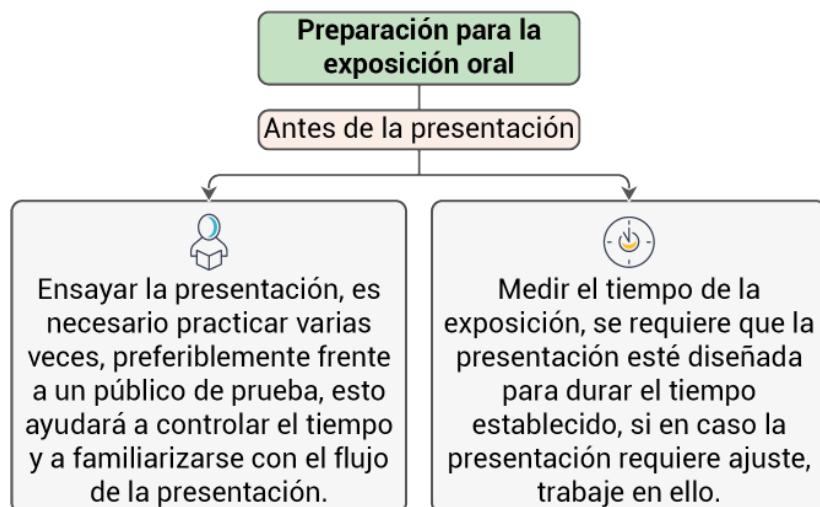 Preparación para la
exposición oral
Antes de la presentación
Ensayar la presentación, es
necesario practicar varias
veces, preferiblemente frente
a un público de prueba, esto
ayudará a controlar el tiempo
y a familiarizarse con el flujo
de la presentación.
Medir el tiempo de la
exposición, se requiere que la
presentación esté diseñada
para durar el tiempo
establecido, si en caso la
presentación requiere ajuste,
trabaje en ello.